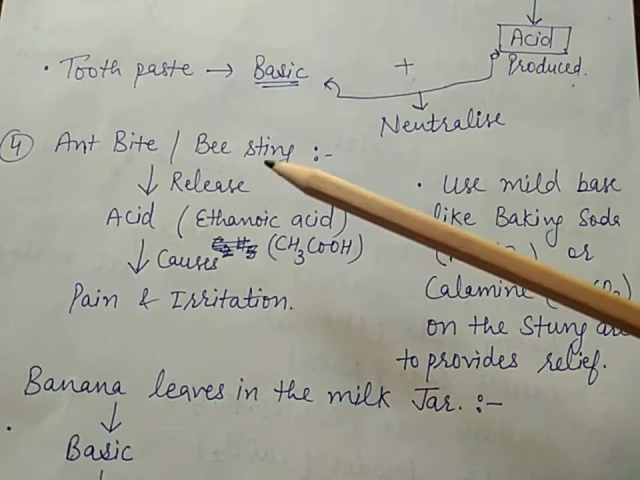 Acid
• Tooth paste → Basic + Produced.
Neutralise
④ Ant Bite / Bee sting :-
↓ Release
Acid (Ethanoic acid)
(CH3COOH)
↓ Causes
Pain & Irritation.
• Use mild base
like Baking Soda
or
Calamine
on the Stung
to provides relief.
Banana leaves in the milk Jar. :-
↓
• Basic